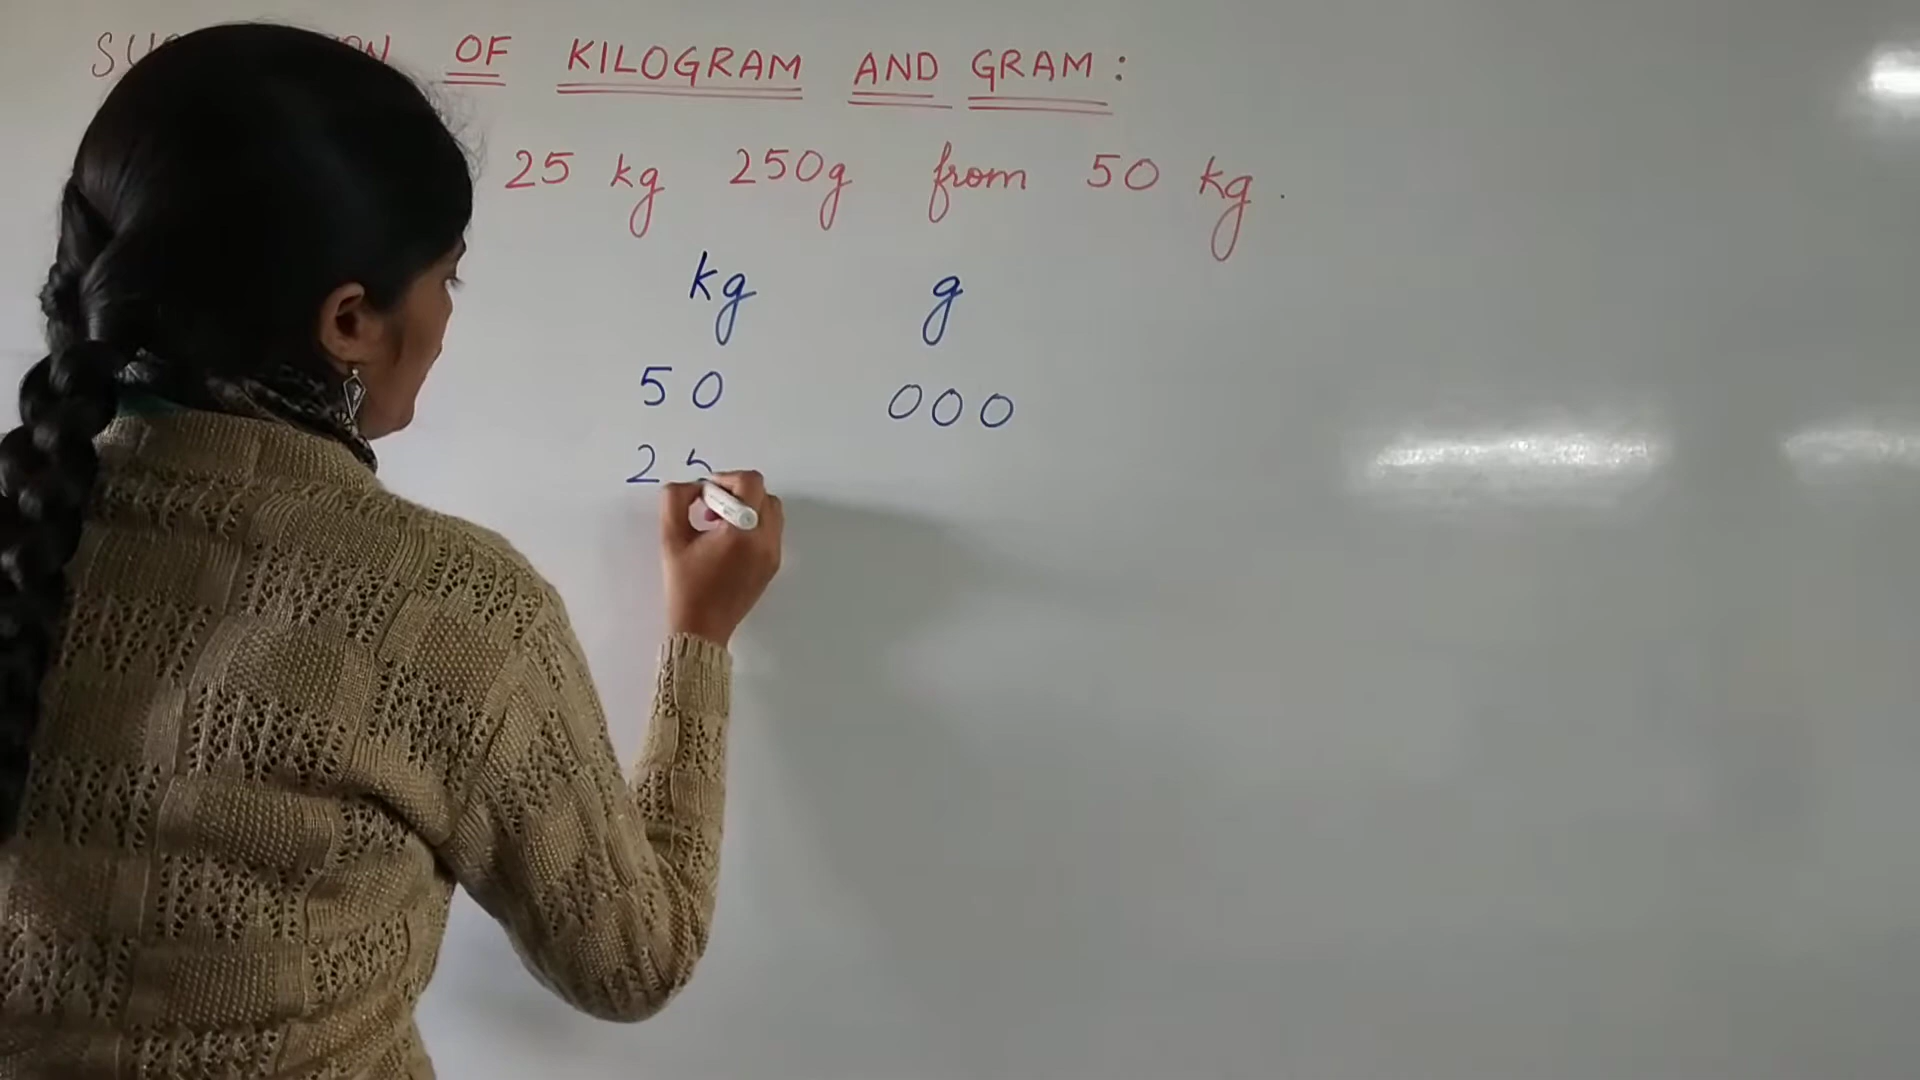 OF KILOGRAM AND GRAM:
25 kg 250g from 50 kg.
kg g
50 000
25